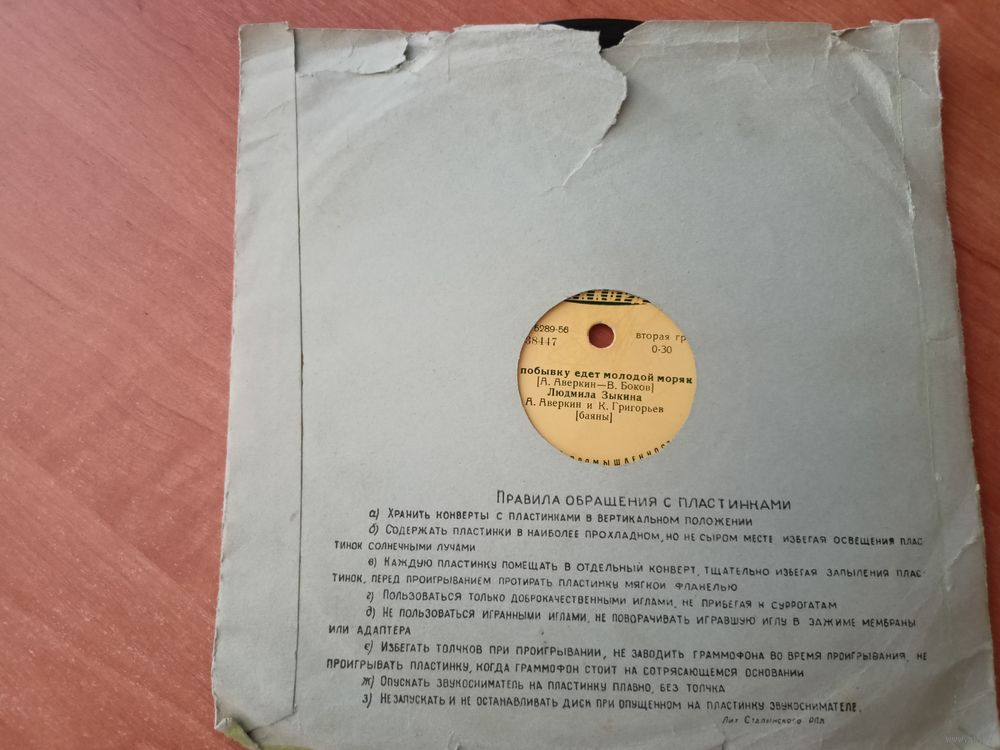 5289-56
38447
вторая гр
0-30
побывку едет молодой моряк
[А. Аверкин—В. Боков]
Людмила Зыкина
А. Аверкин и К. Григорьев
[баяны]
ПРАВИЛА ОБРАЩЕНИЯ С ПЛАСТИНКАМИ
а) ХРАНИТЬ КОНВЕРТЫ С ПЛАСТИНКАМИ В ВЕРТИКАЛЬНОМ ПОЛОЖЕНИИ
б) СОДЕРЖАТЬ ПЛАСТИНКИ В НАИБОЛЕЕ ПРОХЛАДНОМ, НО НЕ СЫРОМ МЕСТЕ ИЗБЕГАЯ ОСВЕЩЕНИЯ ПЛАС-
ТИНОК СОЛНЕЧНЫМИ ЛУЧАМИ
в) КАЖДУЮ ПЛАСТИНКУ ПОМЕЩАТЬ В ОТДЕЛЬНЫЙ КОНВЕРТ, ТЩАТЕЛЬНО ИЗБЕГАЯ ЗАПЫЛЕНИЯ ПЛАС-
ТИНОК, ПЕРЕД ПРОИГРЫВАНИЕМ ПРОТИРАТЬ ПЛАСТИНКУ МЯГКОЙ ФЛАНЕЛЬЮ
г) ПОЛЬЗОВАТЬСЯ ТОЛЬКО ДОБРОКАЧЕСТВЕННЫМИ ИГЛАМИ, НЕ ПРИБЕГАЯ К СУРРОГАТАМ
д) НЕ ПОЛЬЗОВАТЬСЯ ИГРАННЫМИ ИГЛАМИ, НЕ ПОВОРАЧИВАТЬ ИГРАВШУЮ ИГЛУ В ЗАЖИМЕ МЕМБРАНЫ
ИЛИ АДАПТЕРА
е) ИЗБЕГАТЬ ТОЛЧКОВ ПРИ ПРОИГРЫВАНИИ, НЕ ЗАВОДИТЬ ГРАММОФОНА ВО ВРЕМЯ ПРОИГРЫВАНИЯ, НЕ
ПРОИГРЫВАТЬ ПЛАСТИНКУ, КОГДА ГРАММОФОН СТОИТ НА СОТРЯСАЮЩЕМСЯ ОСНОВАНИИ
ж) ОПУСКАТЬ ЗВУКОСНИМАТЕЛЬ НА ПЛАСТИНКУ ПЛАВНО, БЕЗ ТОЛЧКА
з) НЕЗАПУСКАТЬ И НЕ ОСТАНАВЛИВАТЬ ДИСК ПРИ ОПУЩЕННОМ НА ПЛАСТИНКУ ЗВУКОСНИМАТЕЛЕ.
Сталинского